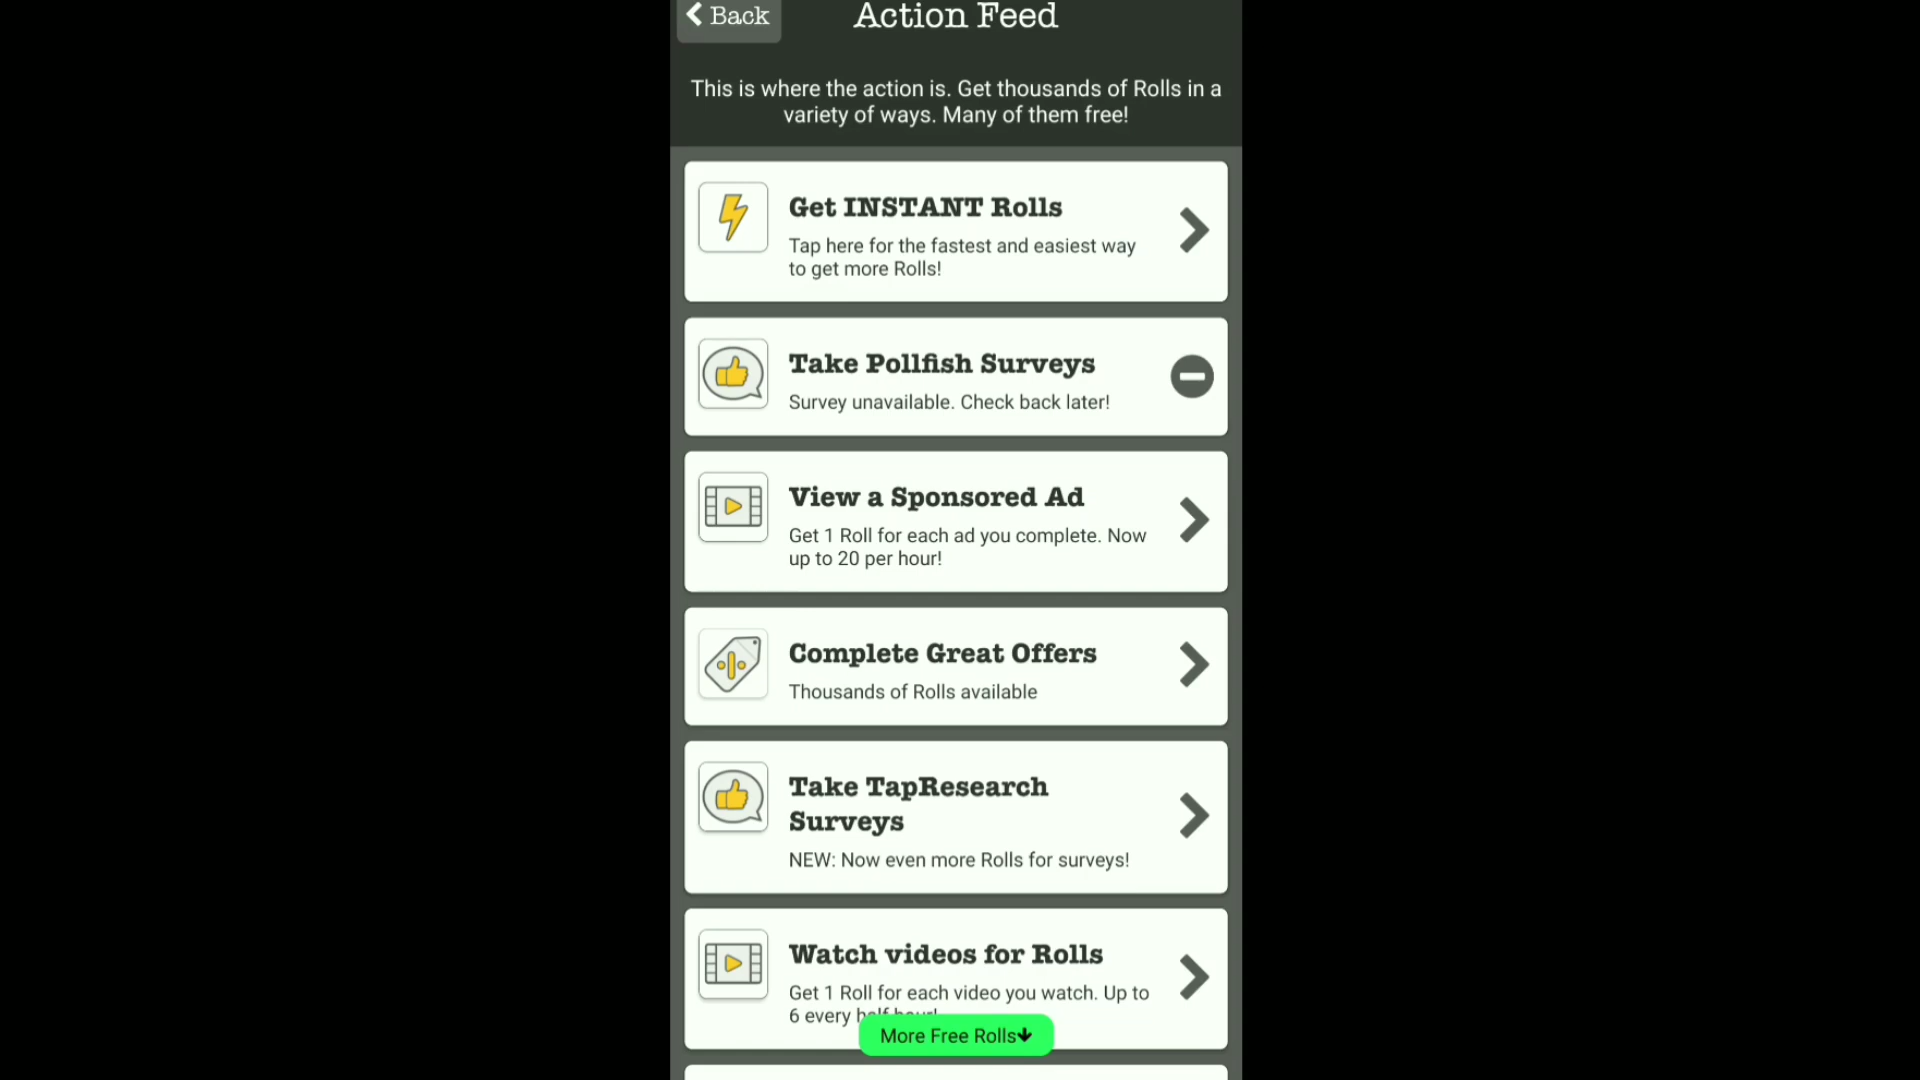 Back
Action Feed
This is where the action is. Get thousands of Rolls in a
variety of ways. Many of them free!
Get INSTANT Rolls
Tap here for the fastest and easiest way
to get more Rolls!
Take Pollfish Surveys
Survey unavailable. Check back later!
View a Sponsored Ad
Get 1 Roll for each ad you complete. Now
up to 20 per hour!
Complete Great Offers
Thousands of Rolls available
Take TapResearch
Surveys
NEW: Now even more Rolls for surveys!
Watch videos for Rolls
Get 1 Roll for each video you watch. Up to
6 every half hour!
More Free Rolls